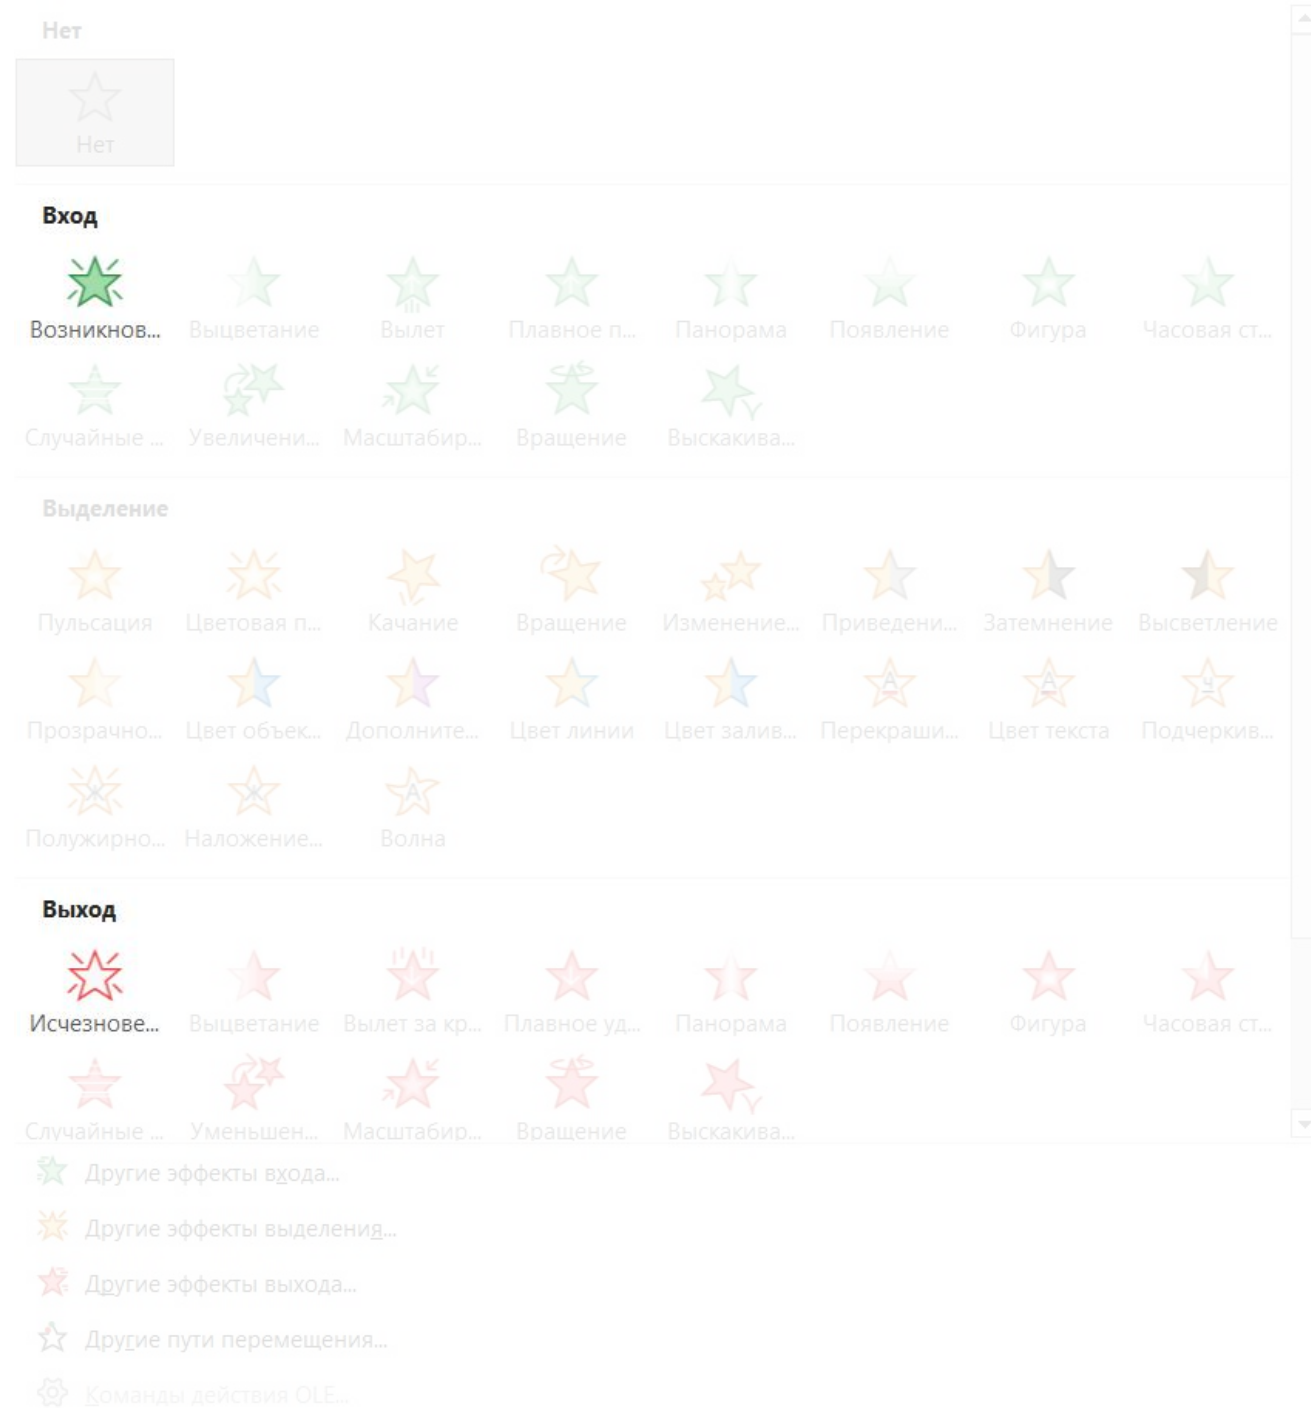 Нет
Нет
Вход
Возникнов... Выцветание Вылет Плавное п... Панорама Появление Фигура Часовая ст...
Случайные ... Увеличени... Масштабир... Вращение Выскакива...
Выделение
Пульсация Цветовая п... Качание Вращение Изменение... Приведени... Затемнение Высветление
Прозрачно... Цвет объек... Дополните... Цвет линии Цвет залив... Перекраши... Цвет текста Подчеркив...
Полужирно... Наложение... Волна
Выход
Исчезнове... Выцветание Вылет за кр... Плавное уд... Панорама Появление Фигура Часовая ст...
Случайные ... Уменьшен... Масштабир... Вращение Выскакива...
Другие эффекты входа...
Другие эффекты выделения...
Другие эффекты выхода...
Другие пути перемещения...
Команды действия OLE...